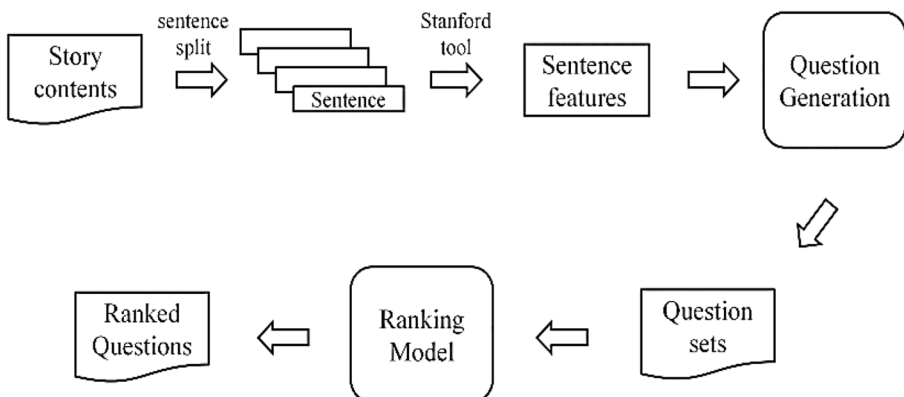 Story
contents
sentence
split
Sentence
Stanford
tool
Sentence
features
Question
Generation
Question
sets
Ranking
Model
Ranked
Questions